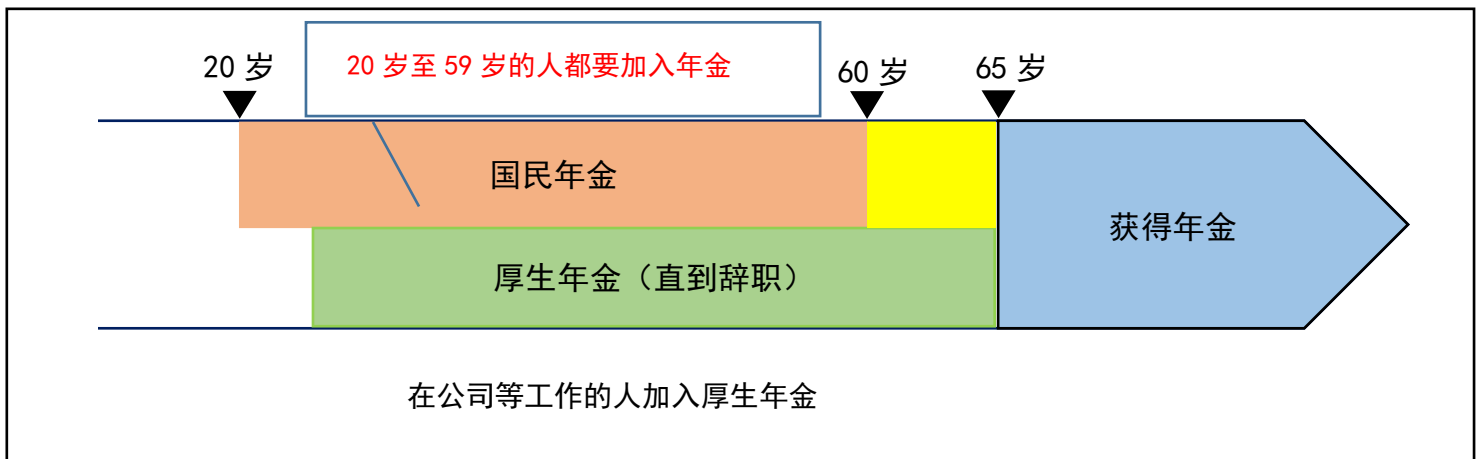 20 岁
20 岁至 59 岁的人都要加入年金
60 岁
65 岁
国民年金
获得年金
厚生年金（直到辞职）
在公司等工作的人加入厚生年金